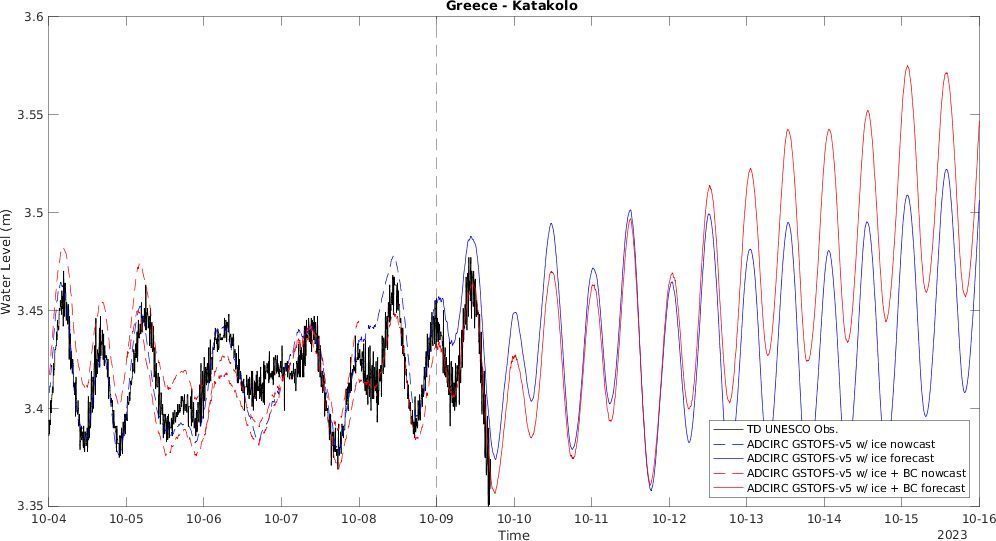 Greece - Katakolo
3.6
3.55
3.5
3.45
3.4
3.35
Water Level (m)
TD UNESCO Obs.
ADCIRC GSTOFS-v5 w/ ice nowcast
ADCIRC GSTOFS-v5 w/ ice forecast
ADCIRC GSTOFS-v5 w/ ice + BC nowcast
ADCIRC GSTOFS-v5 w/ ice + BC forecast
10-04 10-05 10-06 10-07 10-08 10-09 10-10 10-11 10-12 10-13 10-14 10-15 10-16
Time
2023